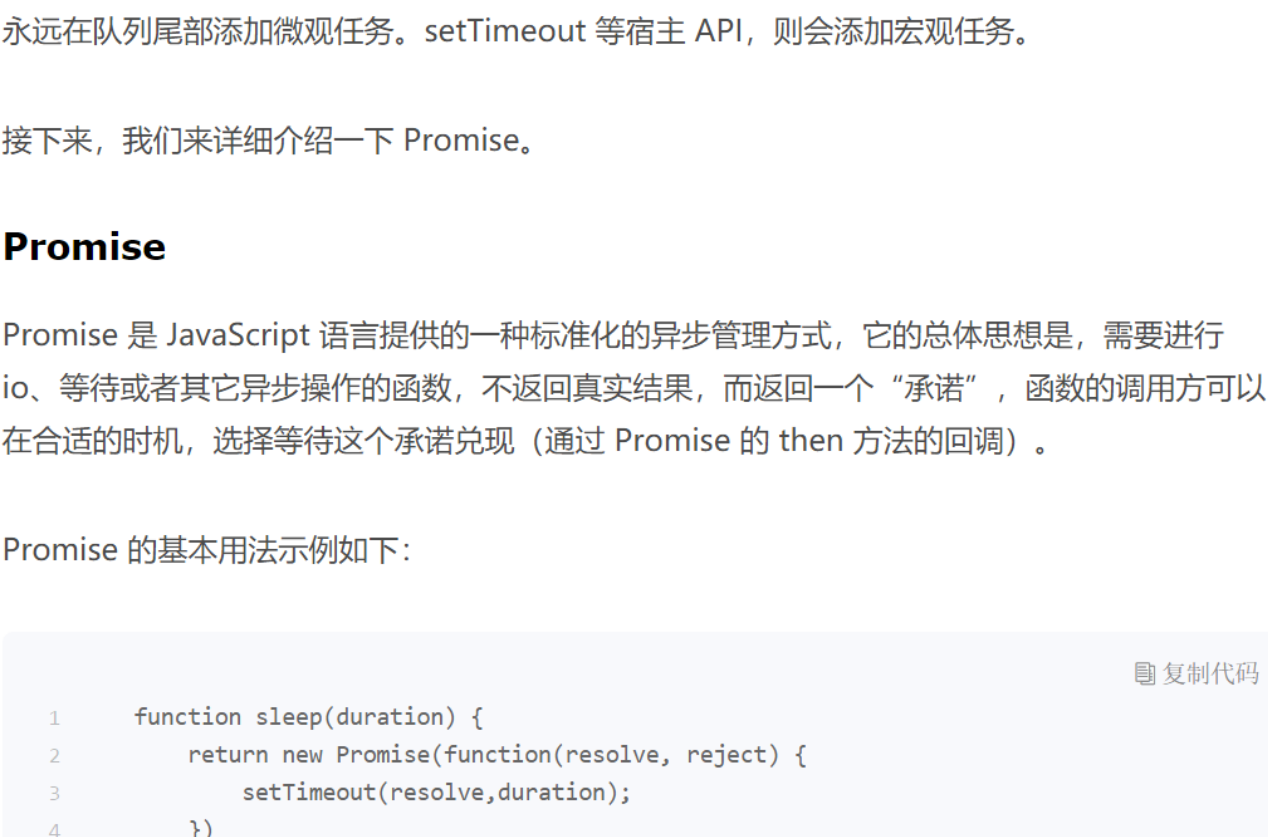 永远在队列尾部添加微观任务。setTimeout 等宿主 API，则会添加宏观任务。
接下来，我们来详细介绍一下 Promise。
Promise
Promise 是 JavaScript 语言提供的一种标准化的异步管理方式，它的总体思想是，需要进行
io、等待或者其它异步操作的函数，不返回真实结果，而返回一个“承诺”，函数的调用方可以
在合适的时机，选择等待这个承诺兑现（通过 Promise 的 then 方法的回调）。
Promise 的基本用法示例如下：
复制代码
1 function sleep(duration) {
2 return new Promise(function(resolve, reject) {
3 setTimeout(resolve,duration);
4 })